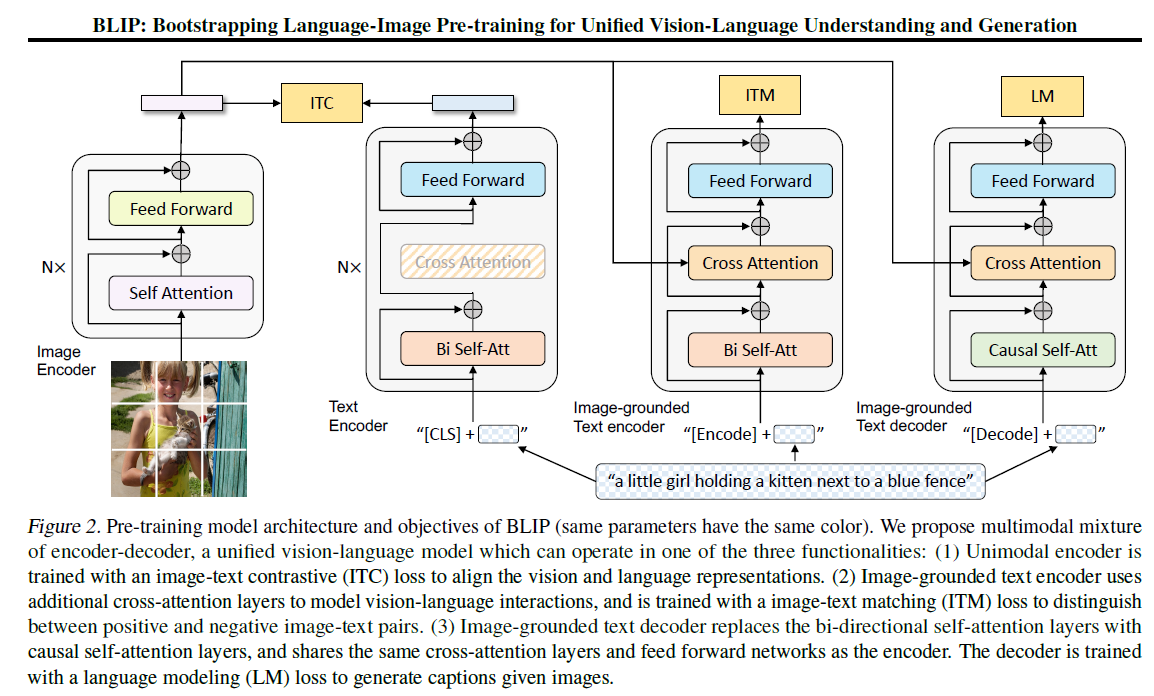 BLIP: Bootstrapping Language-Image Pre-training for Unified Vision-Language Understanding and Generation
ITC
ITM
LM
Feed Forward
Self Attention
N×
Image
Encoder
Feed Forward
Cross Attention
Bi Self-Att
N×
Text
Encoder
“[CLS] + ”
Feed Forward
Cross Attention
Bi Self-Att
Image-grounded
Text encoder
“[Encode] + ”
Feed Forward
Cross Attention
Causal Self-Att
Image-grounded
Text decoder
“[Decode] + ”
“a little girl holding a kitten next to a blue fence”
Figure 2. Pre-training model architecture and objectives of BLIP (same parameters have the same color). We propose multimodal mixture
of encoder-decoder, a unified vision-language model which can operate in one of the three functionalities: (1) Unimodal encoder is
trained with an image-text contrastive (ITC) loss to align the vision and language representations. (2) Image-grounded text encoder uses
additional cross-attention layers to model vision-language interactions, and is trained with a image-text matching (ITM) loss to distinguish
between positive and negative image-text pairs. (3) Image-grounded text decoder replaces the bi-directional self-attention layers with
causal self-attention layers, and shares the same cross-attention layers and feed forward networks as the encoder. The decoder is trained
with a language modeling (LM) loss to generate captions given images.